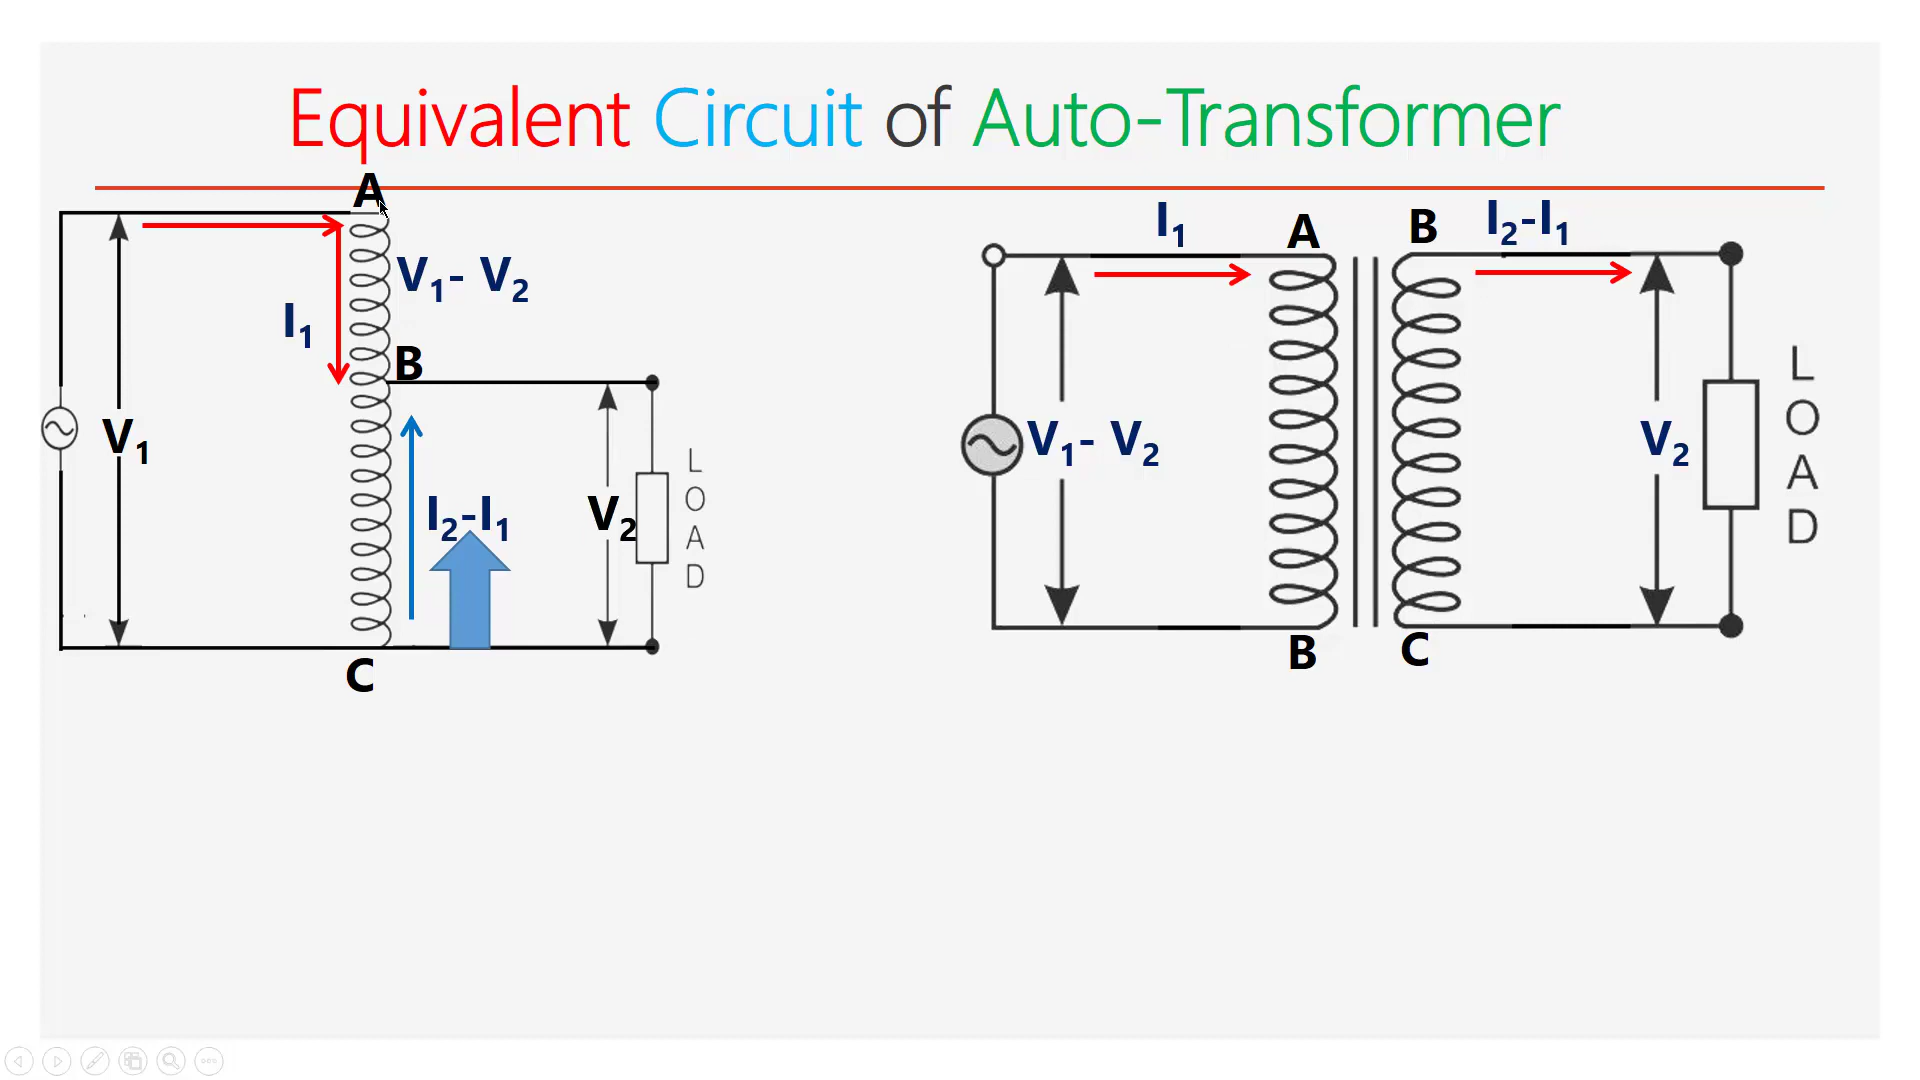 Equivalent Circuit of Auto-Transformer
A
V₁- V₂
I₁
B
V₁
I₂-I₁
V₂
L
O
A
D
C
I₁
A
B
I₂-I₁
V₁- V₂
V₂
L
O
A
D
B
C